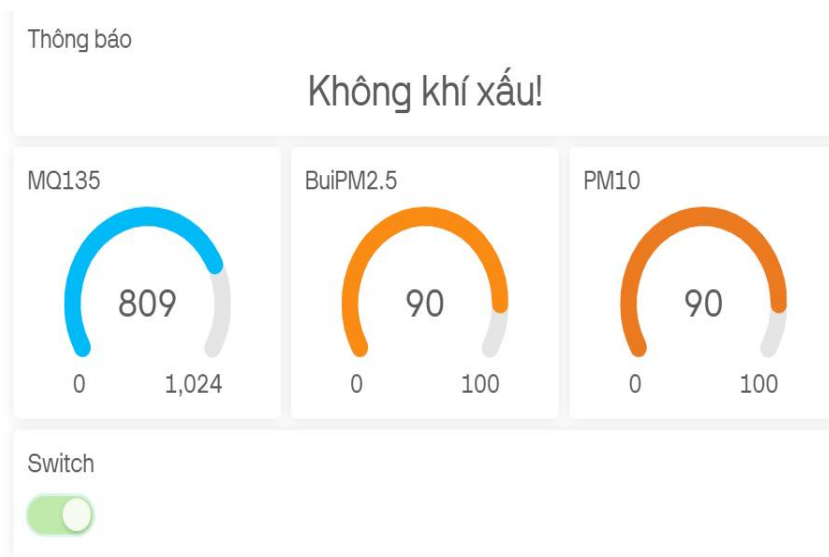 Thông báo
Không khí xấu!
MQ135
BuiPM2.5
PM10
809
90
90
0 1,024
0 100
0 100
Switch